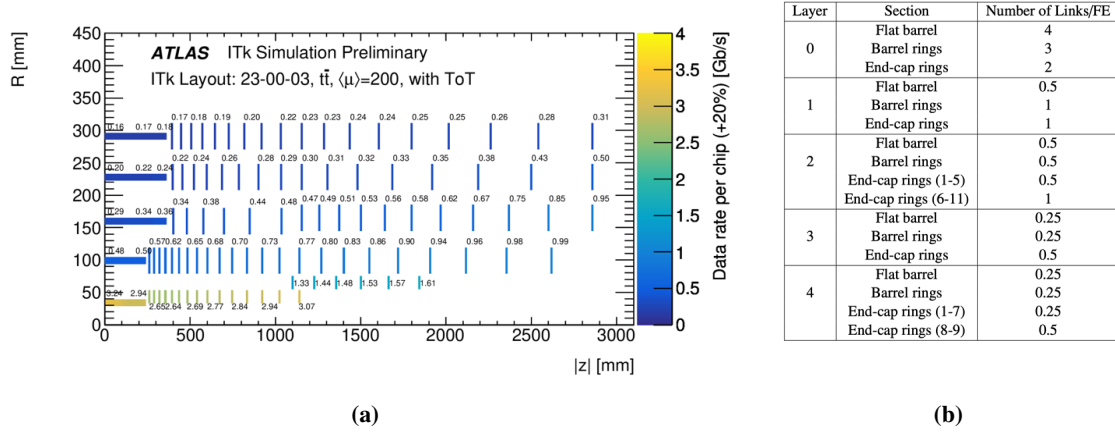 450
400
350
300
250
200
150
100
50
0
R [mm]
ATLAS ITk Simulation Preliminary
ITk Layout: 23-00-03, tt̄, ⟨μ⟩=200, with ToT
0.16 0.17 0.18 0.17 0.18 0.19 0.20 0.22 0.23 0.23 0.24 0.24 0.25 0.25 0.26 0.28 0.31
0.20 0.22 0.24 0.22 0.24 0.26 0.28 0.29 0.30 0.31 0.32 0.33 0.35 0.38 0.43 0.50
0.29 0.34 0.36 0.34 0.38 0.44 0.48 0.47 0.49 0.51 0.53 0.56 0.58 0.62 0.67 0.75 0.85 0.95
0.48 0.50 0.57 0.62 0.65 0.68 0.70 0.73 0.77 0.80 0.83 0.86 0.90 0.94 0.96 0.98 0.99
1.33 1.44 1.48 1.53 1.57 1.61
3.24 2.94
2.65 2.64 2.69 2.77 2.84 2.94 3.07
0 500 1000 1500 2000 2500 3000
|z| [mm]
4
3.5
3
2.5
2
1.5
1
0.5
0
Data rate per chip (+20%) [Gb/s]
(a)
Layer Section Number of Links/FE
0
Flat barrel 4
Barrel rings 3
End-cap rings 2
1
Flat barrel 0.5
Barrel rings 1
End-cap rings 1
2
Flat barrel 0.5
Barrel rings 0.5
End-cap rings (1-5) 0.5
End-cap rings (6-11) 1
3
Flat barrel 0.25
Barrel rings 0.25
End-cap rings 0.5
4
Flat barrel 0.25
Barrel rings 0.25
End-cap rings (1-7) 0.25
End-cap rings (8-9) 0.5
(b)